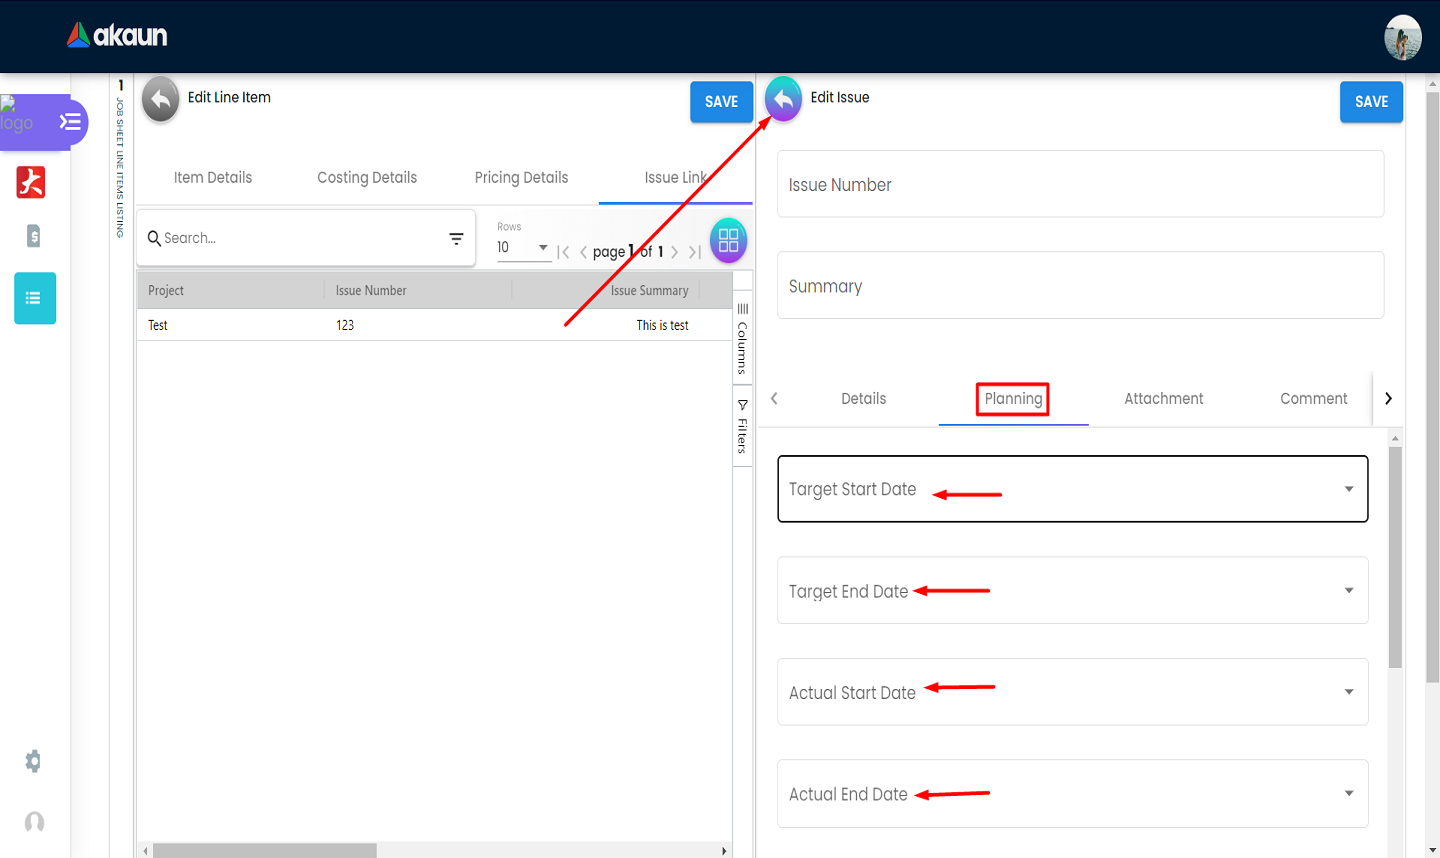 akaun
logo
1
JOB SHEET LINE ITEMS LISTING
Edit Line Item
SAVE
Item Details
Costing Details
Pricing Details
Issue Link
Search...
Rows
10
page 1 of 1
Project
Issue Number
Issue Summary
Test
123
This is test
Columns
Filters
Edit Issue
SAVE
Issue Number
Summary
Details
Planning
Attachment
Comment
Target Start Date
Target End Date
Actual Start Date
Actual End Date